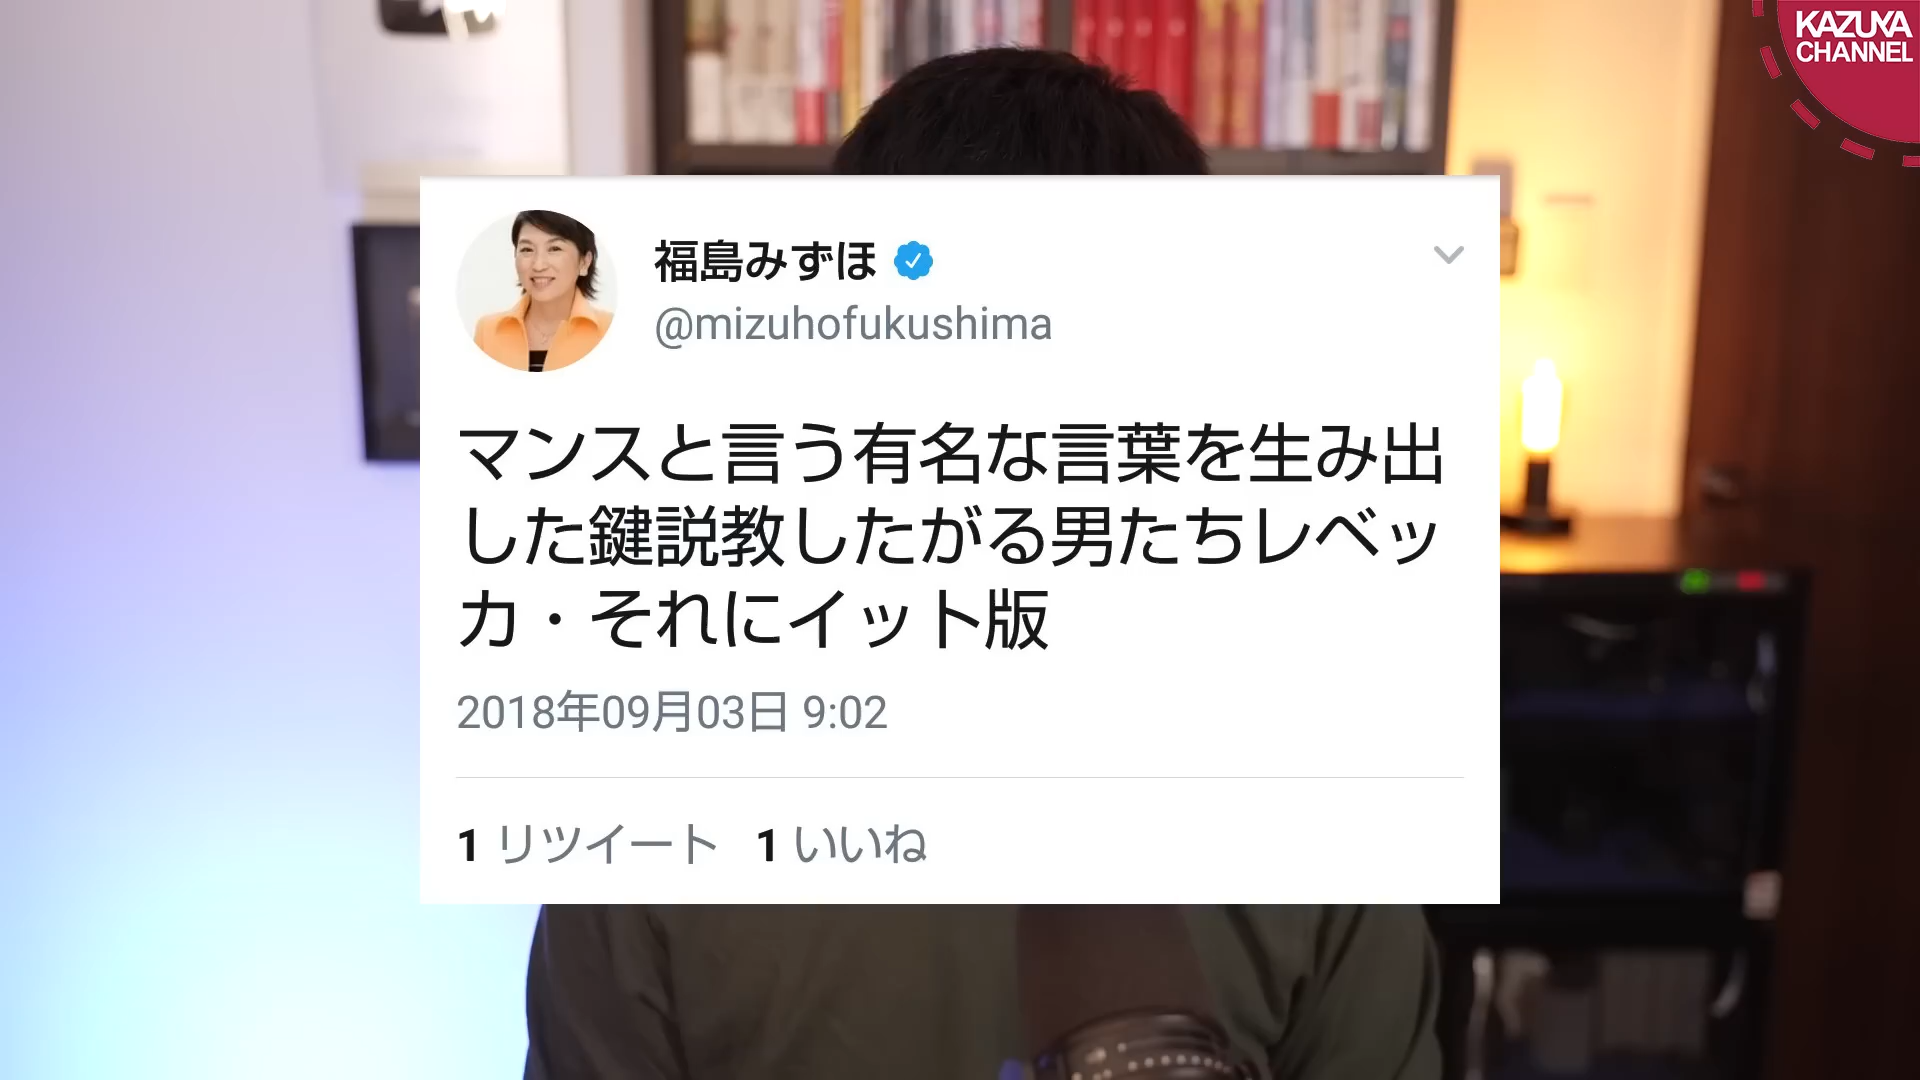 KAZUYA
CHANNEL
福島みずほ
@mizuhofukushima
マンスと言う有名な言葉を生み出
した鍵説教したがる男たちレベッ
カ・それにイット版
2018年09月03日 9:02
1 リツイート 1 いいね